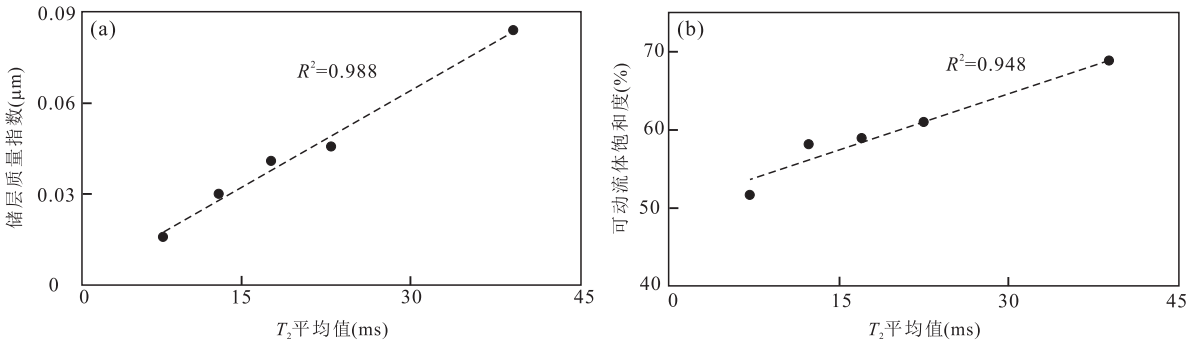 (a)
R²=0.988
储层质量指数(μm)
0.09
0.06
0.03
0
0
15
30
45
T₂平均值(ms)
(b)
R²=0.948
可动流体饱和度(%)
70
60
50
40
0
15
30
45
T₂平均值(ms)